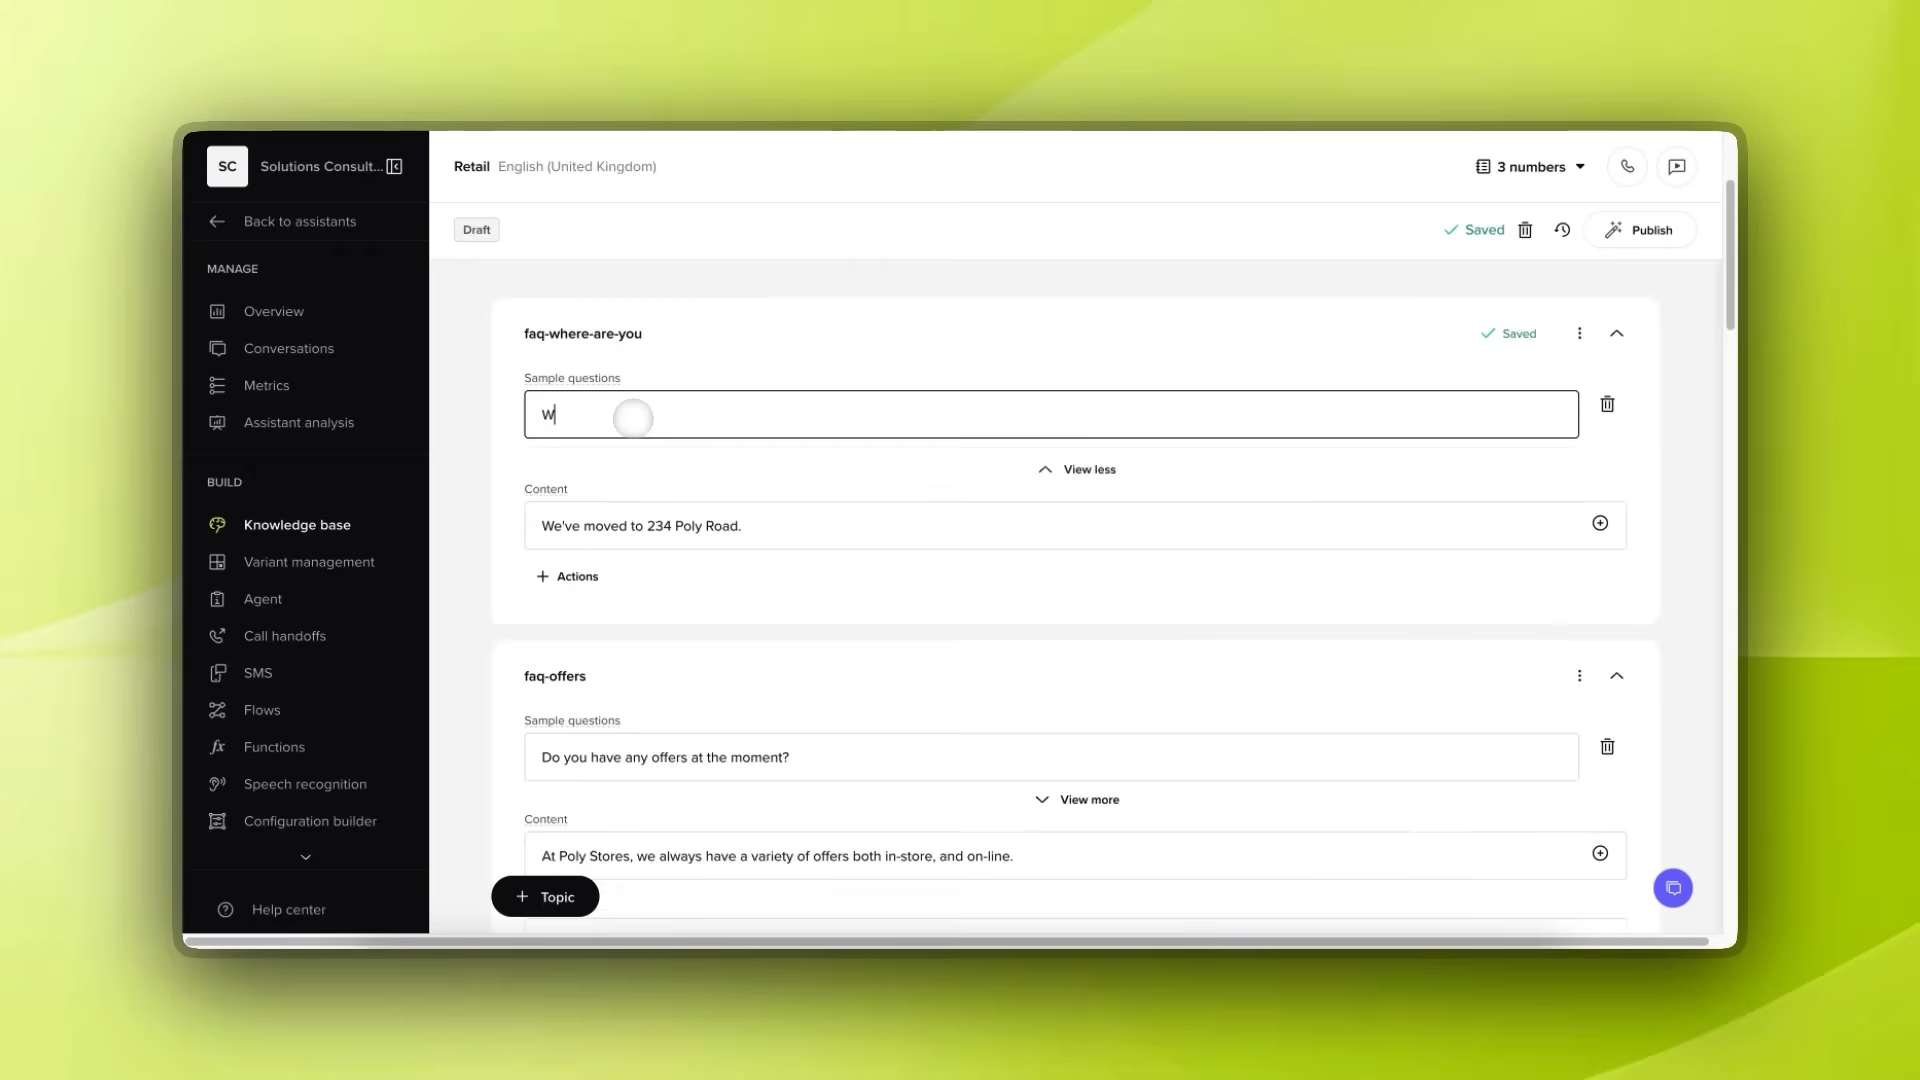 SC
Solutions Consult...
Back to assistants
MANAGE
Overview
Conversations
Metrics
Assistant analysis
BUILD
Knowledge base
Variant management
Agent
Call handoffs
SMS
Flows
Functions
Speech recognition
Configuration builder
Help center
Retail English (United Kingdom)
3 numbers
Draft
Saved
Publish
faq-where-are-you
Saved
Sample questions
W
View less
Content
We've moved to 234 Poly Road.
Actions
faq-offers
Sample questions
Do you have any offers at the moment?
View more
Content
At Poly Stores, we always have a variety of offers both in-store, and on-line.
Topic